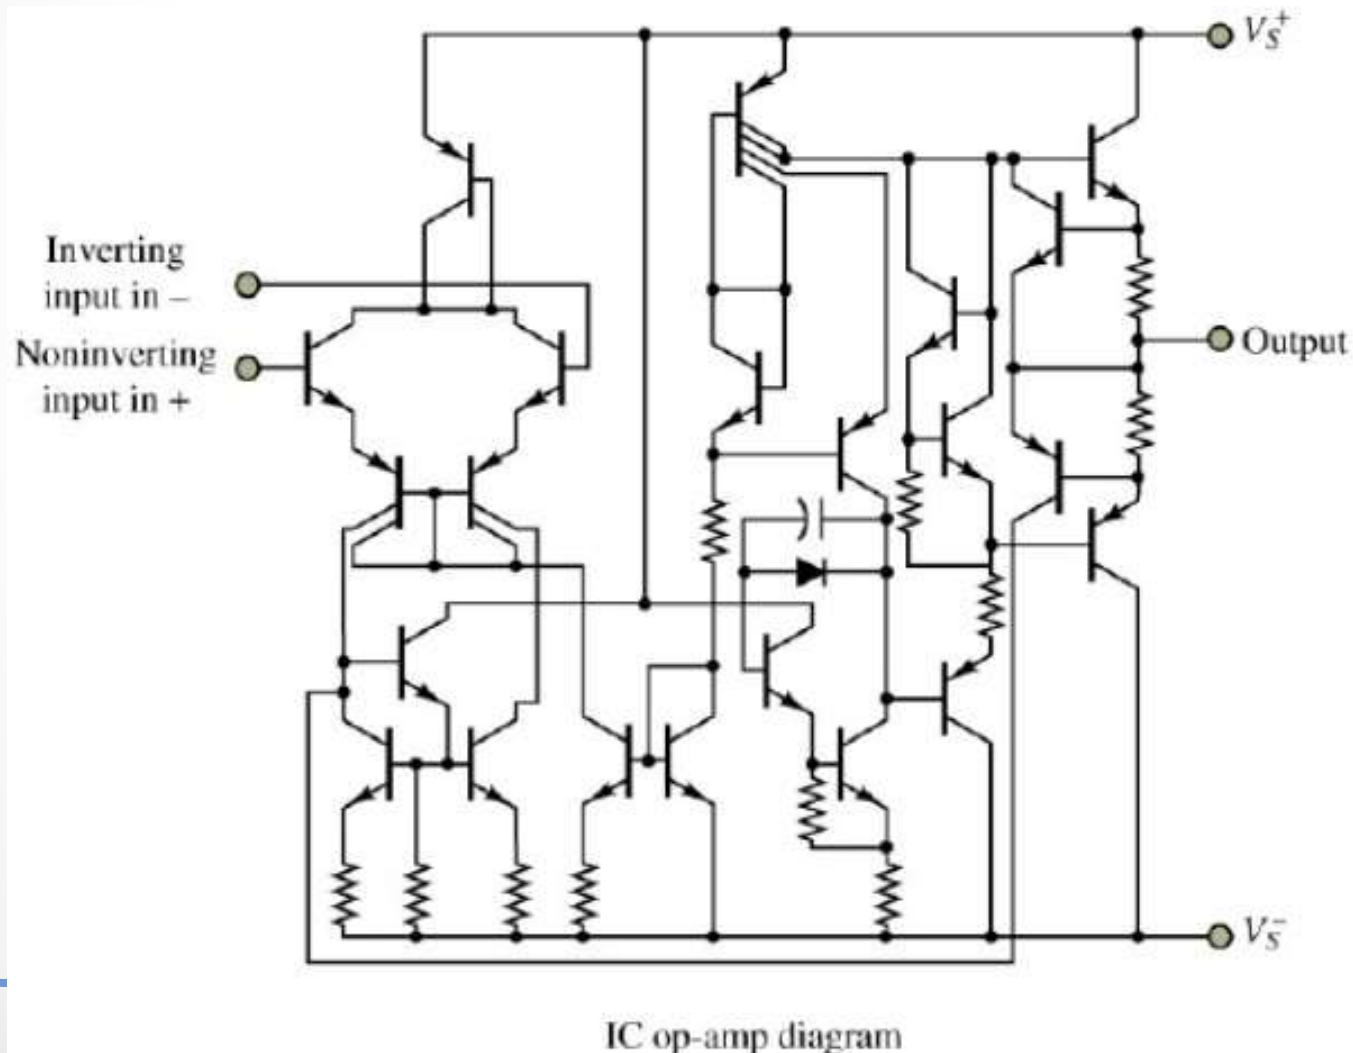 V_S^+
Inverting
input in –
Noninverting
input in +
Output
V_S^-
IC op-amp diagram